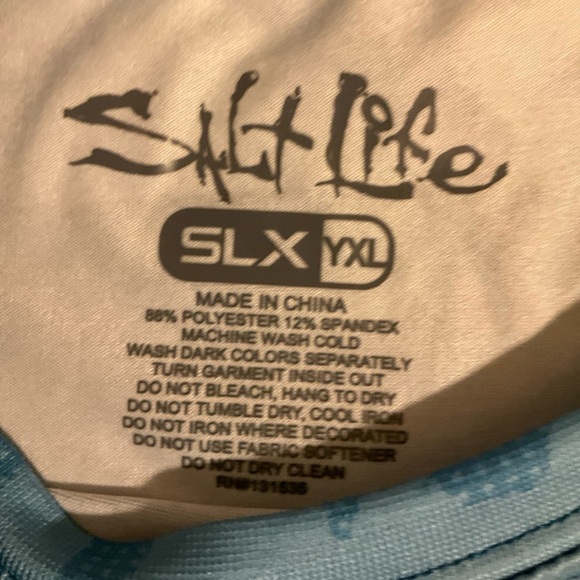 Salt Life
SLX YXL
MADE IN CHINA
88% POLYESTER 12% SPANDEX
MACHINE WASH COLD
WASH DARK COLORS SEPARATELY
TURN GARMENT INSIDE OUT
DO NOT BLEACH, HANG TO DRY
DO NOT TUMBLE DRY, COOL IRON
DO NOT IRON WHERE DECORATED
DO NOT USE FABRIC SOFTENER
DO NOT DRY CLEAN
RN#131535